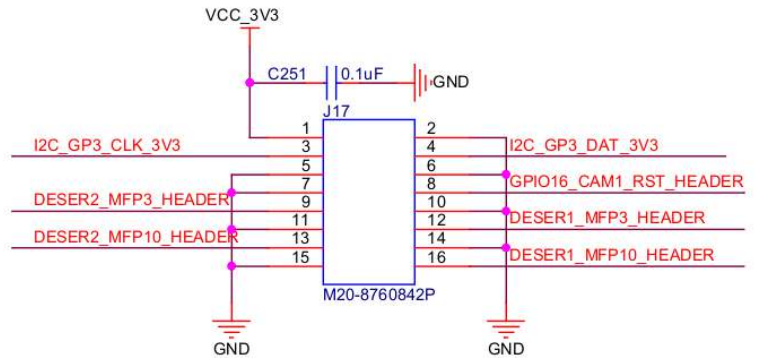 VCC_3V3
C251 0.1uF
GND
J17
1 2
I2C_GP3_CLK_3V3 3 4 I2C_GP3_DAT_3V3
5 6
7 8 GPIO16_CAM1_RST_HEADER
DESER2_MFP3_HEADER 9 10
11 12 DESER1_MFP3_HEADER
DESER2_MFP10_HEADER 13 14
15 16 DESER1_MFP10_HEADER
M20-8760842P
GND GND